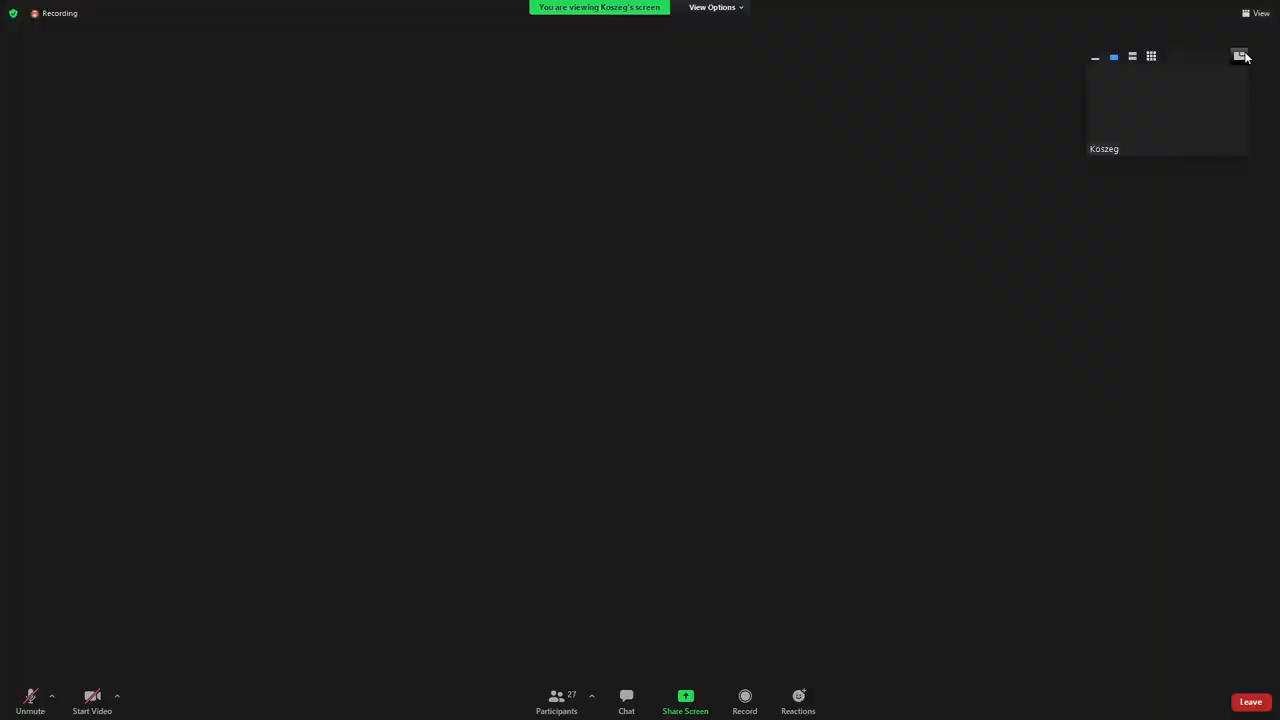 Recording
You are viewing Koszeg's screen
View Options
View
Koszeg
Unmute
Start Video
27
Participants
Chat
Share Screen
Record
Reactions
Leave